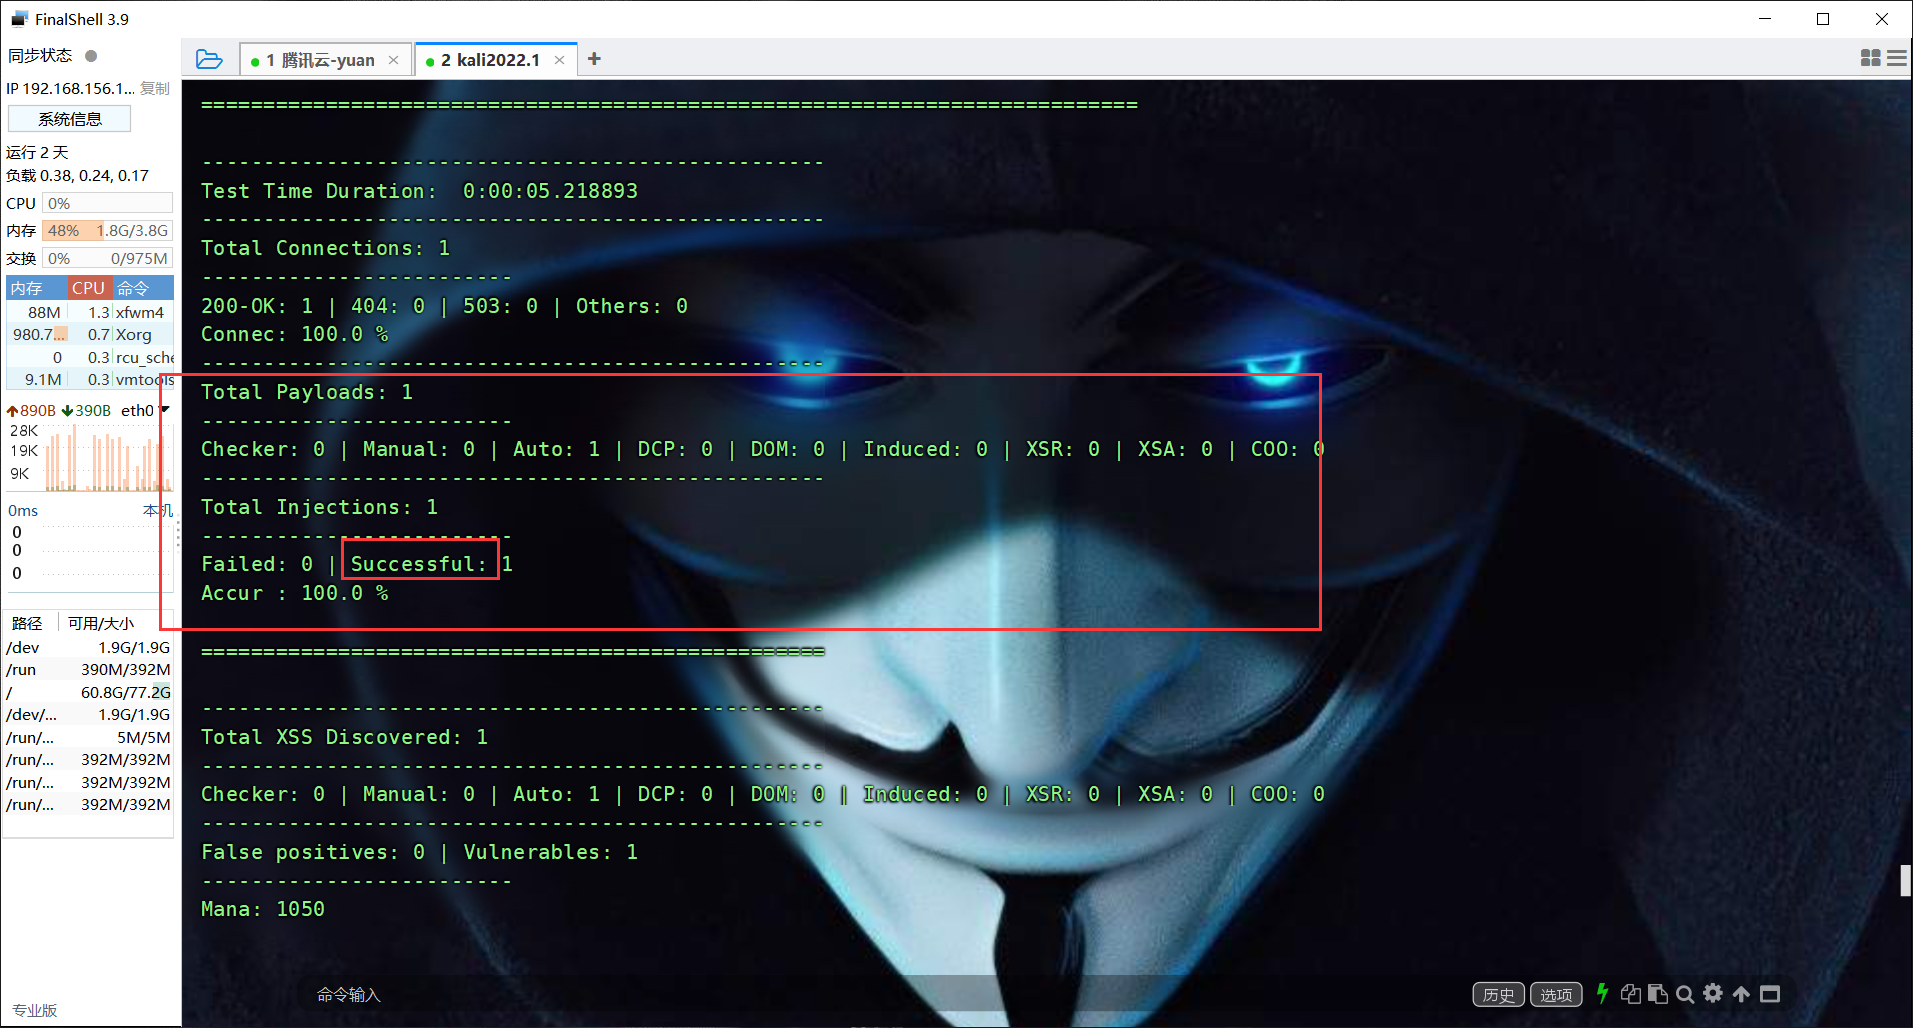 FinalShell 3.9
同步状态
IP 192.168.156.1... 复制
系统信息
运行 2 天
负载 0.38, 0.24, 0.17
CPU 0%
内存 48% 1.8G/3.8G
交换 0% 0/975M
内存 CPU 命令
88M 1.3 xfwm4
980.7... 0.7 Xorg
0 0.3 rcu_sche
9.1M 0.3 vmtools
890B 390B eth0
28K
19K
9K
0ms 本机
0
0
0
路径 可用/大小
/dev 1.9G/1.9G
/run 390M/392M
/ 60.8G/77.2G
/dev/... 1.9G/1.9G
/run/... 5M/5M
/run/... 392M/392M
/run/... 392M/392M
/run/... 392M/392M
专业版
1 腾讯云-yuan × 2 kali2022.1 × +
===========================================================================
--------------------------------------------------
Test Time Duration:  0:00:05.218893
--------------------------------------------------
Total Connections: 1
-------------------------
200-OK: 1 | 404: 0 | 503: 0 | Others: 0
Connec: 100.0 %
--------------------------------------------------
Total Payloads: 1
-------------------------
Checker: 0 | Manual: 0 | Auto: 1 | DCP: 0 | DOM: 0 | Induced: 0 | XSR: 0 | XSA: 0 | COO: 0
--------------------------------------------------
Total Injections: 1
-------------------------
Failed: 0 | Successful: 1
Accur : 100.0 %
==================================================
--------------------------------------------------
Total XSS Discovered: 1
--------------------------------------------------
Checker: 0 | Manual: 0 | Auto: 1 | DCP: 0 | DOM: 0 | Induced: 0 | XSR: 0 | XSA: 0 | COO: 0
--------------------------------------------------
False positives: 0 | Vulnerables: 1
-------------------------
Mana: 1050
命令输入
历史 选项